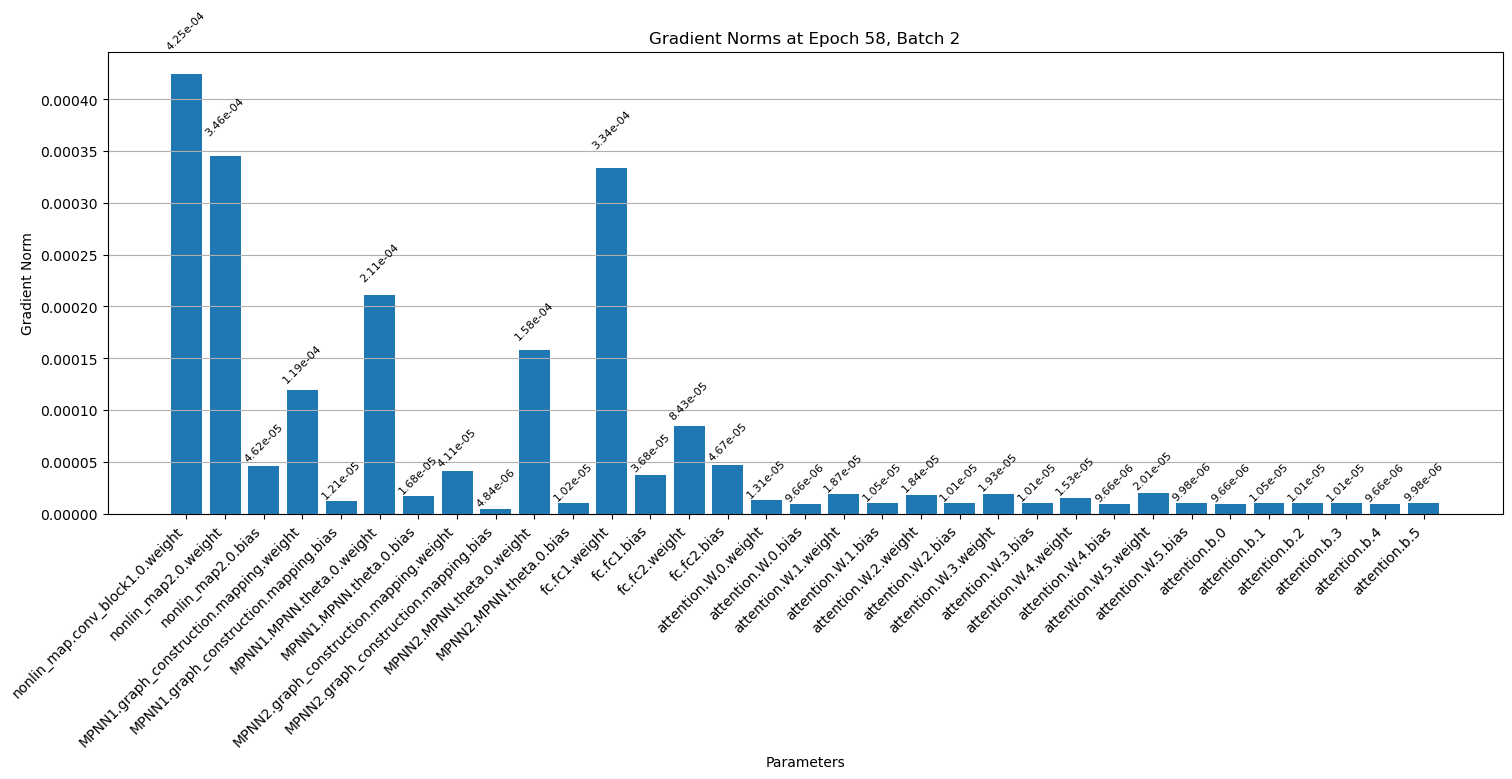 Gradient Norms at Epoch 58, Batch 2
Gradient Norm
0.00040
0.00035
0.00030
0.00025
0.00020
0.00015
0.00010
0.00005
0.00000
4.25e-04
3.46e-04
4.62e-05
1.19e-04
1.21e-05
2.11e-04
1.68e-05
4.11e-05
4.84e-06
1.58e-04
1.02e-05
3.34e-04
3.68e-05
8.43e-05
4.67e-05
1.31e-05
9.66e-06
1.87e-05
1.05e-05
1.84e-05
1.01e-05
1.93e-05
1.01e-05
1.53e-05
9.66e-06
2.01e-05
9.98e-06
9.66e-06
1.05e-05
1.01e-05
1.01e-05
9.66e-06
9.98e-06
nonlin_map.conv_block1.0.weight
nonlin_map2.0.weight
nonlin_map2.0.bias
MPNN1.graph_construction.mapping.weight
MPNN1.graph_construction.mapping.bias
MPNN1.MPNN.theta.0.weight
MPNN1.MPNN.theta.0.bias
MPNN2.graph_construction.mapping.weight
MPNN2.graph_construction.mapping.bias
MPNN2.MPNN.theta.0.weight
MPNN2.MPNN.theta.0.bias
fc.fc1.weight
fc.fc1.bias
fc.fc2.weight
fc.fc2.bias
attention.W.0.weight
attention.W.0.bias
attention.W.1.weight
attention.W.1.bias
attention.W.2.weight
attention.W.2.bias
attention.W.3.weight
attention.W.3.bias
attention.W.4.weight
attention.W.4.bias
attention.W.5.weight
attention.W.5.bias
attention.b.0
attention.b.1
attention.b.2
attention.b.3
attention.b.4
attention.b.5
Parameters